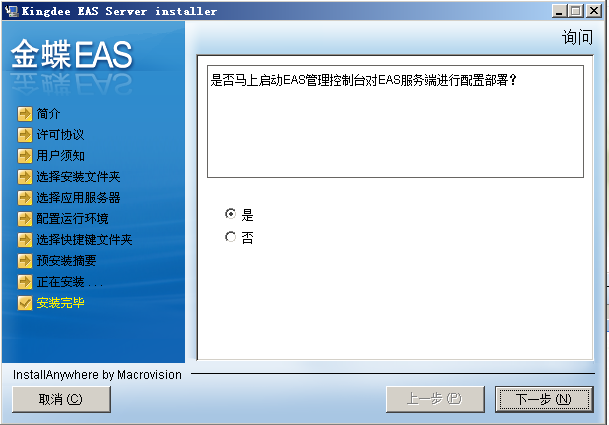 Kingdee EAS Server installer
询问
金蝶EAS
简介
许可协议
用户须知
选择安装文件夹
选择应用服务器
配置运行环境
选择快捷键文件夹
预安装摘要
正在安装 . . .
安装完毕
是否马上启动EAS管理控制台对EAS服务端进行配置部署？
是
否
InstallAnywhere by Macrovision
取消(C)
上一步(P)
下一步(N)